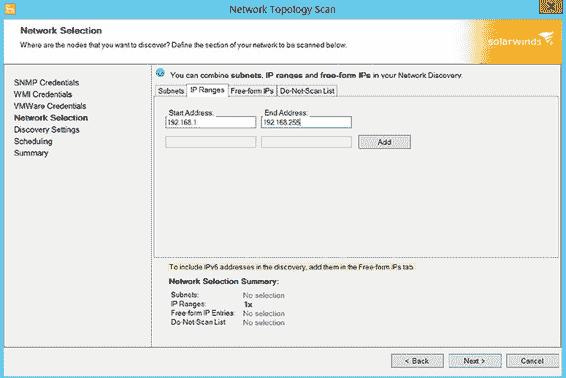 Network Topology Scan
Network Selection
Where are the nodes that you want to discover? Define the section of your network to be scanned below.
solarwinds
SNMP Credentials
WMI Credentials
VMWare Credentials
Network Selection
Discovery Settings
Scheduling
Summary
You can combine subnets, IP ranges and free-form IPs in your Network Discovery.
Subnets IP Ranges Free-form IPs Do-Not-Scan List
Start Address: End Address:
192.168.1 192.168.255
Add
To include IPv6 addresses in the discovery, add them in the Free-form IPs tab
Network Selection Summary:
Subnets: No selection
IP Ranges: 1x
Free-form IP Entries: No selection
Do-Not-Scan List No selection
< Back Next > Cancel